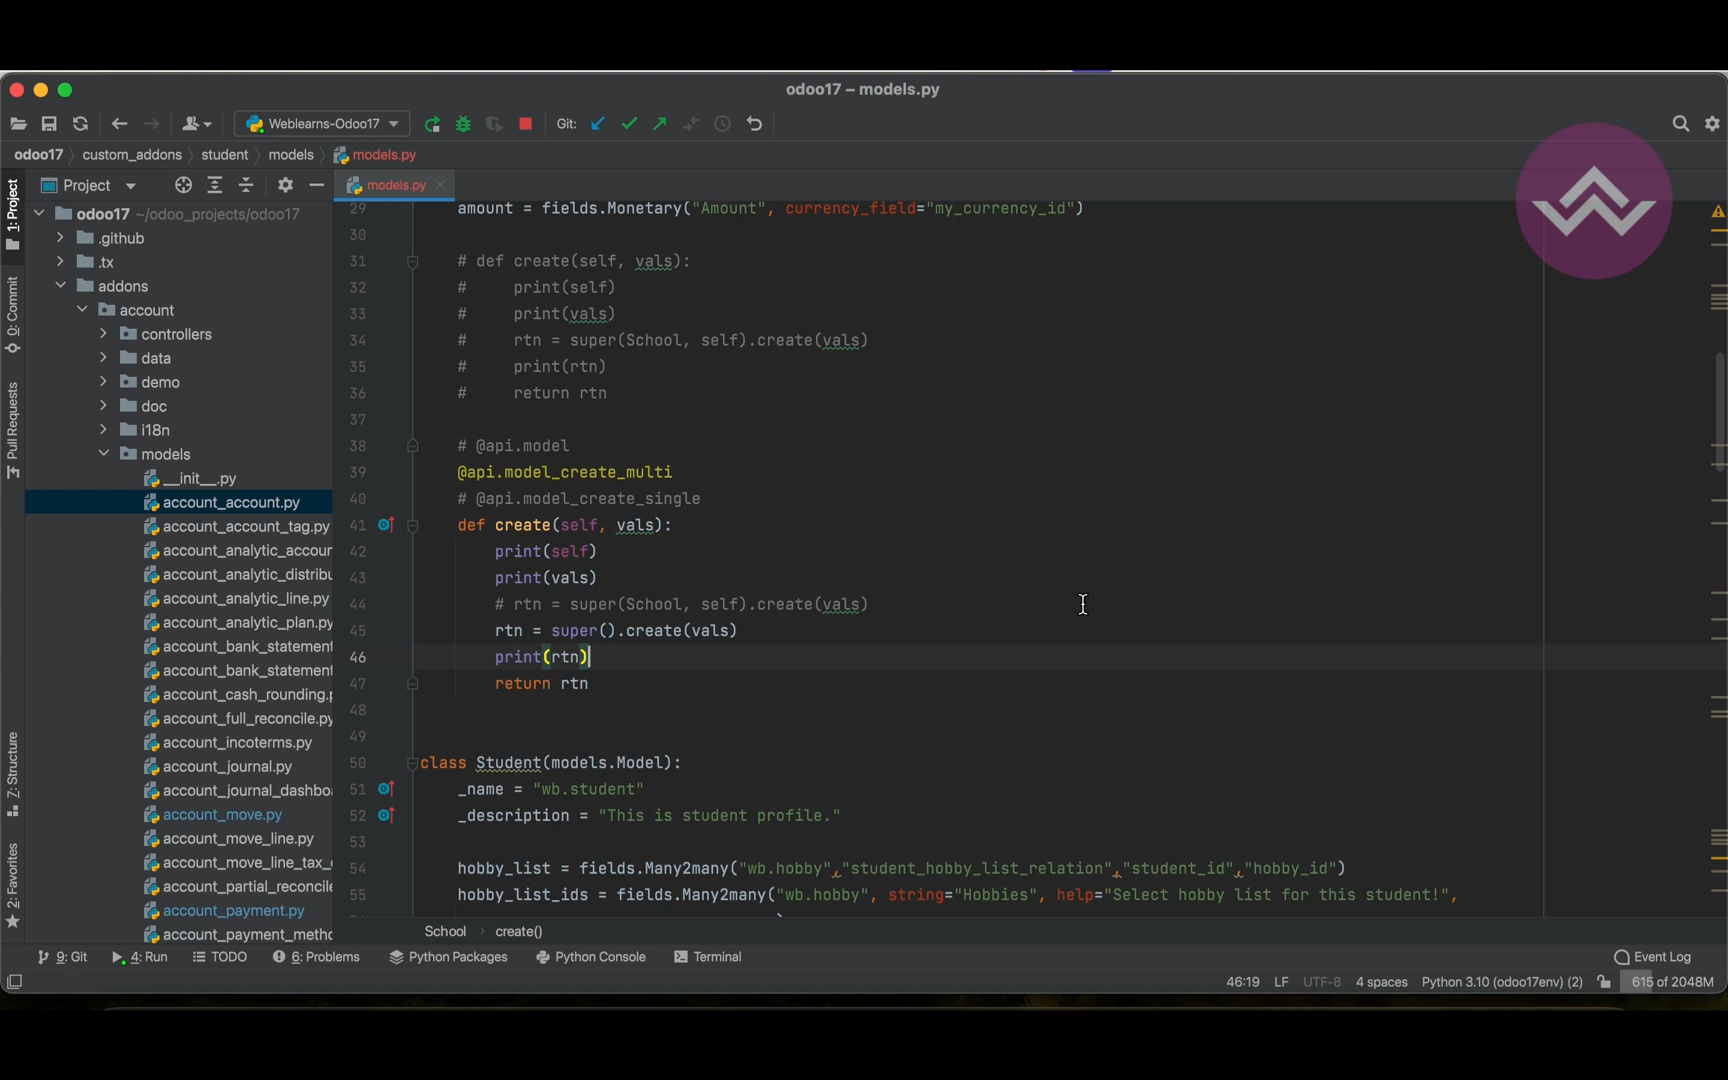 odoo17 – models.py
Weblearns-Odoo17
Git:
odoo17 custom_addons student models models.py
1: Project
0: Commit
Pull Requests
7: Structure
2: Favorites
Project
odoo17 ~/odoo_projects/odoo17
.github
.tx
addons
account
controllers
data
demo
doc
i18n
models
__init__.py
account_account.py
account_account_tag.py
account_analytic_accour
account_analytic_distribu
account_analytic_line.py
account_analytic_plan.py
account_bank_statement
account_bank_statement
account_cash_rounding.p
account_full_reconcile.py
account_incoterms.py
account_journal.py
account_journal_dashboa
account_move.py
account_move_line.py
account_move_line_tax_
account_partial_reconcile
account_payment.py
account_payment_metho
models.py
29 amount = fields.Monetary("Amount", currency_field="my_currency_id")
30
31 # def create(self, vals):
32 #     print(self)
33 #     print(vals)
34 #     rtn = super(School, self).create(vals)
35 #     print(rtn)
36 #     return rtn
37
38 # @api.model
39 @api.model_create_multi
40 # @api.model_create_single
41 def create(self, vals):
42     print(self)
43     print(vals)
44     # rtn = super(School, self).create(vals)
45     rtn = super().create(vals)
46     print(rtn)
47     return rtn
48
49
50 class Student(models.Model):
51     _name = "wb.student"
52     _description = "This is student profile."
53
54     hobby_list = fields.Many2many("wb.hobby","student_hobby_list_relation","student_id","hobby_id")
55     hobby_list_ids = fields.Many2many("wb.hobby", string="Hobbies", help="Select hobby list for this student!",
School create()
9: Git 4: Run TODO 6: Problems Python Packages Python Console Terminal Event Log
46:19 LF UTF-8 4 spaces Python 3.10 (odoo17env) (2) 615 of 2048M